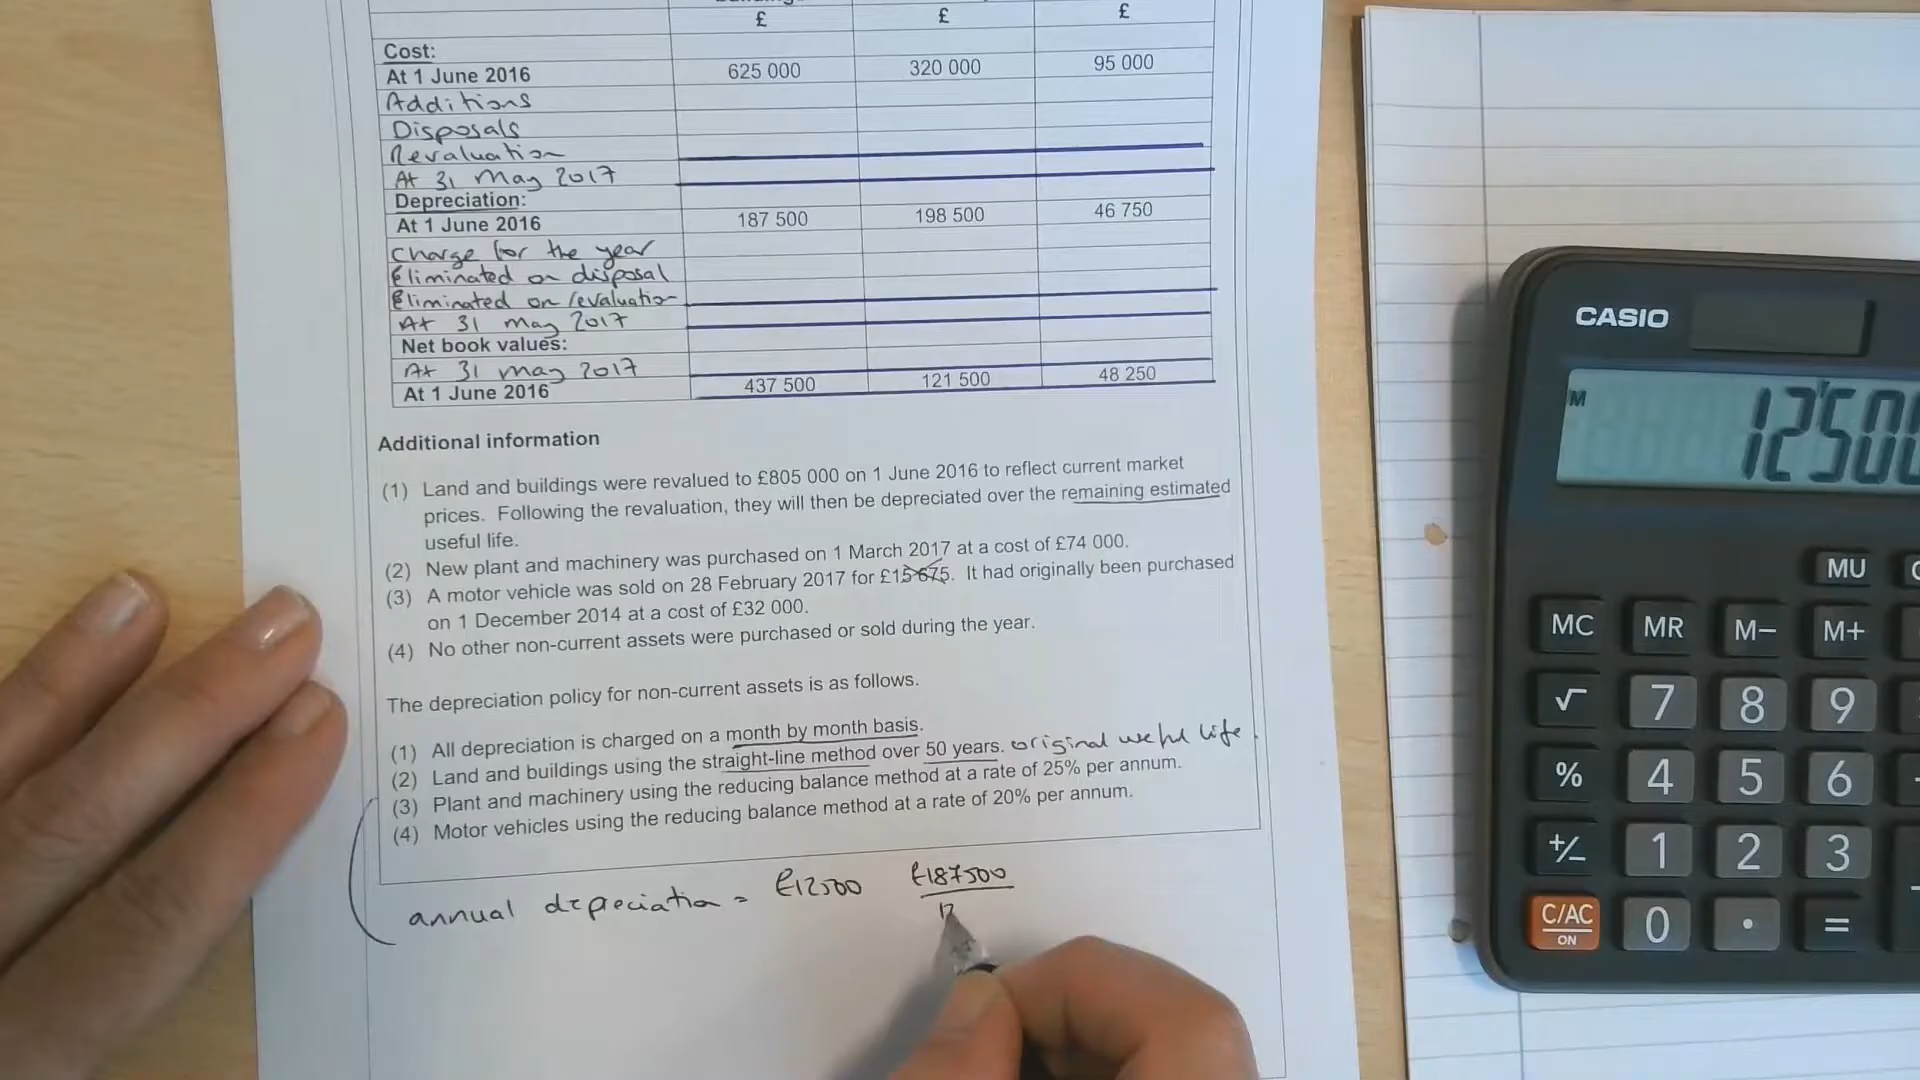 £ £ £
Cost:
At 1 June 2016 625 000 320 000 95 000
Additions
Disposals
Revaluation
At 31 May 2017
Depreciation:
At 1 June 2016 187 500 198 500 46 750
Charge for the year
Eliminated on disposal
Eliminated on revaluation
At 31 May 2017
Net book values:
At 31 May 2017
At 1 June 2016 437 500 121 500 48 250
Additional information
(1) Land and buildings were revalued to £805 000 on 1 June 2016 to reflect current market
prices. Following the revaluation, they will then be depreciated over the remaining estimated
useful life.
(2) New plant and machinery was purchased on 1 March 2017 at a cost of £74 000.
(3) A motor vehicle was sold on 28 February 2017 for £15 675. It had originally been purchased
on 1 December 2014 at a cost of £32 000.
(4) No other non-current assets were purchased or sold during the year.
The depreciation policy for non-current assets is as follows.
(1) All depreciation is charged on a month by month basis.
(2) Land and buildings using the straight-line method over 50 years. original useful life.
(3) Plant and machinery using the reducing balance method at a rate of 25% per annum.
(4) Motor vehicles using the reducing balance method at a rate of 20% per annum.
annual depreciation = £12500 £187500
12
CASIO
M 12'500
MU
MC MR M− M+
√ 7 8 9
% 4 5 6
+/− 1 2 3
C/AC 0 · =
ON